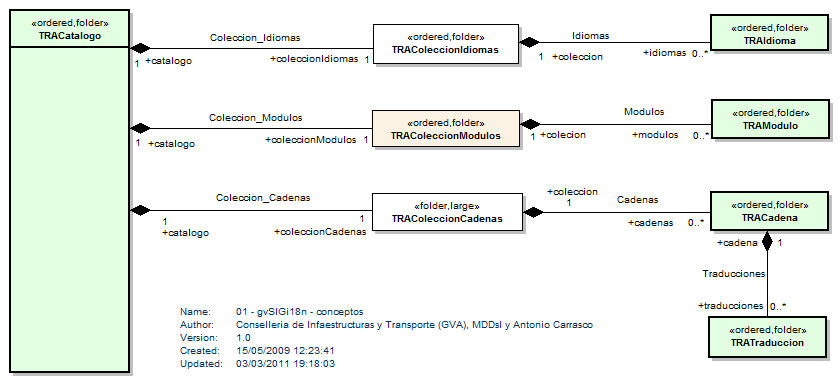 «ordered,folder»
TRACatalogo
Coleccion_Idiomas
1
+catalogo
+coleccionIdiomas
1
«ordered,folder»
TRAColeccionIdiomas
Idiomas
1
+coleccion
+idiomas
0..*
«ordered,folder»
TRAIdioma
Coleccion_Modulos
1
+catalogo
+coleccionModulos
1
«ordered,folder»
TRAColeccionModulos
Modulos
1
+colecion
+modulos
0..*
«ordered,folder»
TRAModulo
Coleccion_Cadenas
1
+catalogo
1
+coleccionCadenas
«folder,large»
TRAColeccionCadenas
+coleccion
1
Cadenas
+cadenas
0..*
«ordered,folder»
TRACadena
+cadena
1
Traducciones
+traducciones
0..*
«ordered,folder»
TRATraduccion
Name: 01 - gvSIGi18n - conceptos
Author: Conselleria de Infaestructuras y Transporte (GVA), MDDsl y Antonio Carrasco
Version: 1.0
Created: 15/05/2009 12:23:41
Updated: 03/03/2011 19:18:03